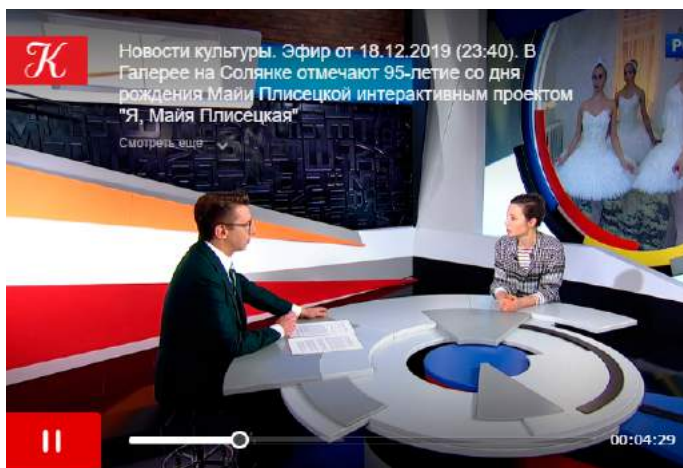 К
Новости культуры. Эфир от 18.12.2019 (23:40). В
Галерее на Солянке отмечают 95-летие со дня
рождения Майи Плисецкой интерактивным проектом
"Я, Майя Плисецкая"
Смотреть еще
00:04:29